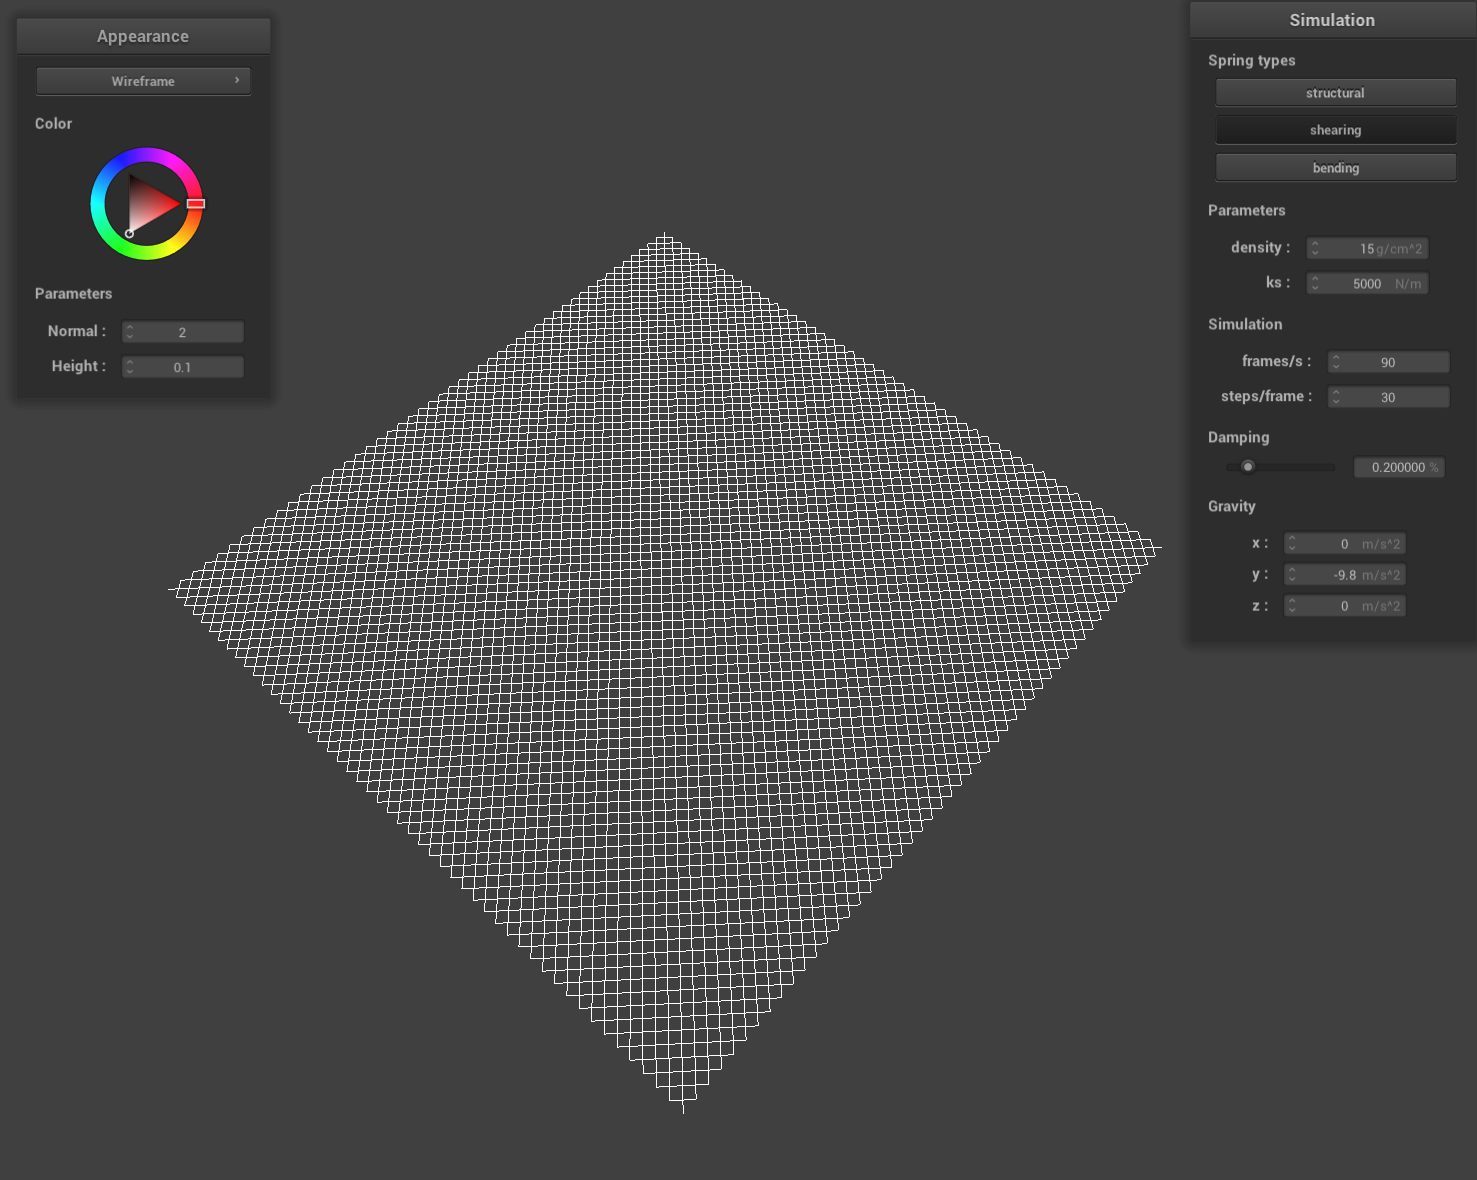 Appearance
Wireframe
Color
Parameters
Normal : 2
Height : 0.1
Simulation
Spring types
structural
shearing
bending
Parameters
density : 15 g/cm^2
ks : 5000 N/m
Simulation
frames/s : 90
steps/frame : 30
Damping
0.200000 %
Gravity
x : 0 m/s^2
y : -9.8 m/s^2
z : 0 m/s^2